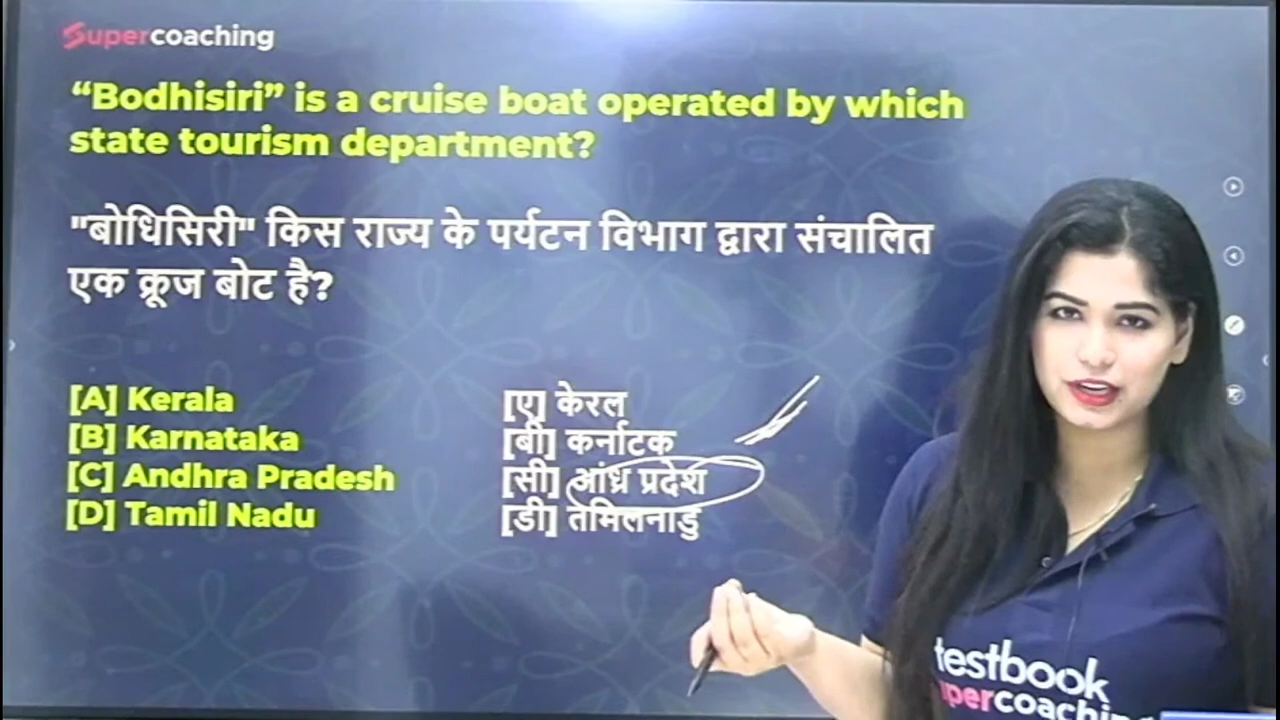 Supercoaching
“Bodhisiri” is a cruise boat operated by which
state tourism department?
"बोधिसिरी" किस राज्य के पर्यटन विभाग द्वारा संचालित
एक क्रूज बोट है?
[A] Kerala
[B] Karnataka
[C] Andhra Pradesh
[D] Tamil Nadu
[ए] केरल
[बी] कर्नाटक
[सी] आंध्र प्रदेश
[डी] तमिलनाडु
testbook
supercoaching